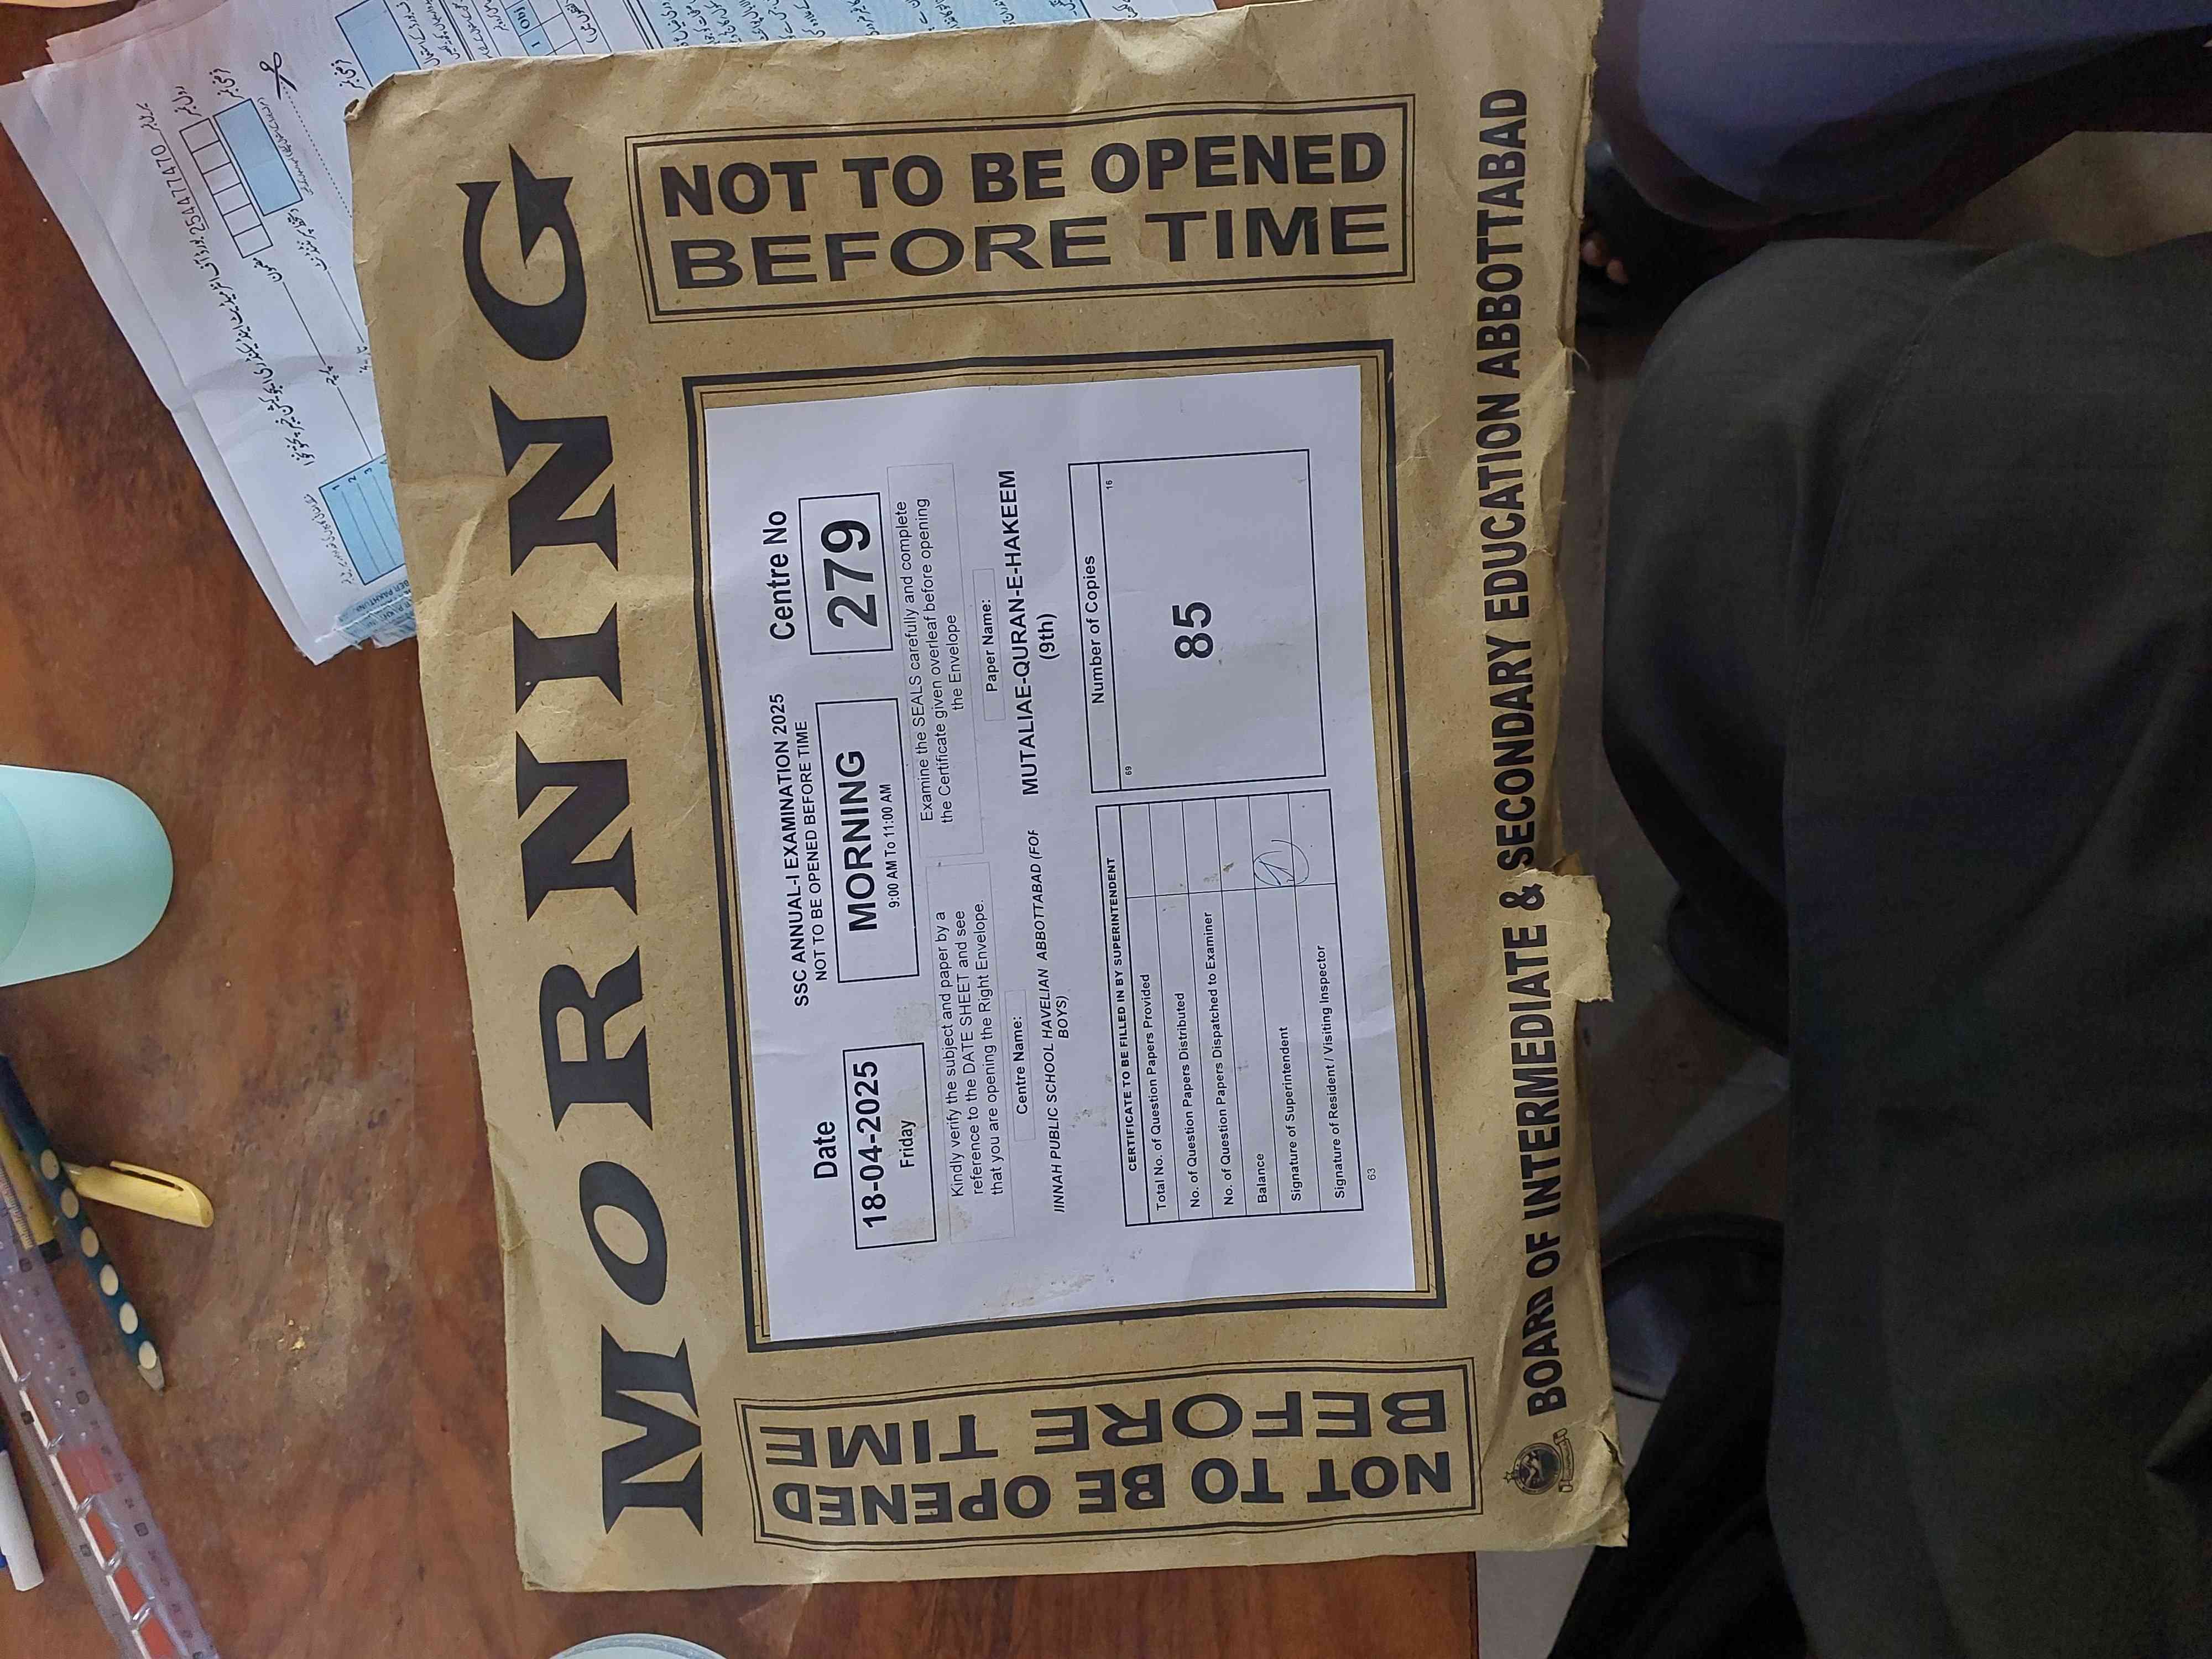 MORNING
NOT TO BE OPENED
BEFORE TIME
Date
18-04-2025
Friday
SSC ANNUAL-I EXAMINATION 2025
NOT TO BE OPENED BEFORE TIME
MORNING
9:00 AM To 11:00 AM
Centre No
279
Kindly verify the subject and paper by a
reference to the DATE SHEET and see
that you are opening the Right Envelope.
Examine the SEALS carefully and complete
the Certificate given overleaf before opening
the Envelope
Centre Name:
JINNAH PUBLIC SCHOOL HAVELIAN ABBOTTABAD (FOR
BOYS)
Paper Name:
MUTALIAE-QURAN-E-HAKEEM
(9th)
CERTIFICATE TO BE FILLED IN BY SUPERINTENDENT
Total No. of Question Papers Provided
No. of Question Papers Distributed
No. of Question Papers Dispatched to Examiner
Balance
Signature of Superintendent
Signature of Resident / Visiting Inspector
63
Number of Copies
69
16
85
NOT TO BE OPENED
BEFORE TIME
BOARD OF INTERMEDIATE & SECONDARY EDUCATION ABBOTTABAD
254477470
رول نمبر